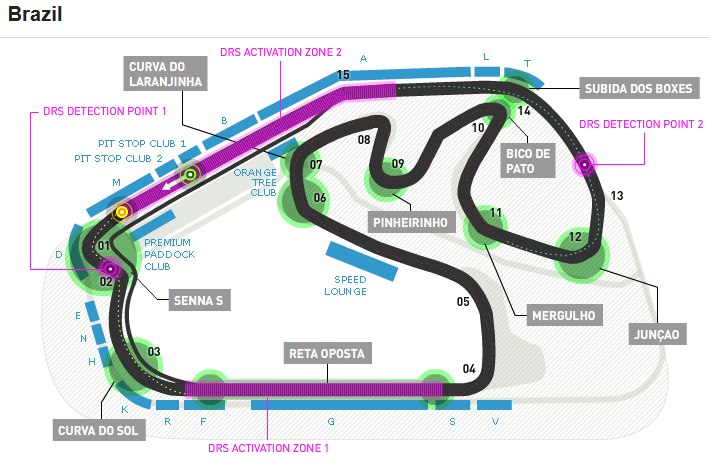 Brazil
DRS ACTIVATION ZONE 2
A
L
T
CURVA DO
LARANJINHA
15
SUBIDA DOS BOXES
DRS DETECTION POINT 1
B
14
10
DRS DETECTION POINT 2
PIT STOP CLUB 1
PIT STOP CLUB 2
08
BICO DE
PATO
07
09
M
ORANGE
TREE
CLUB
06
13
PINHEIRINHO
11
12
01
D
PREMIUM
PADDOCK
CLUB
02
SPEED
LOUNGE
SENNA S
05
MERGULHO
E
N
H
JUNÇAO
03
RETA OPOSTA
04
K
R
F
G
S
V
CURVA DO SOL
DRS ACTIVATION ZONE 1